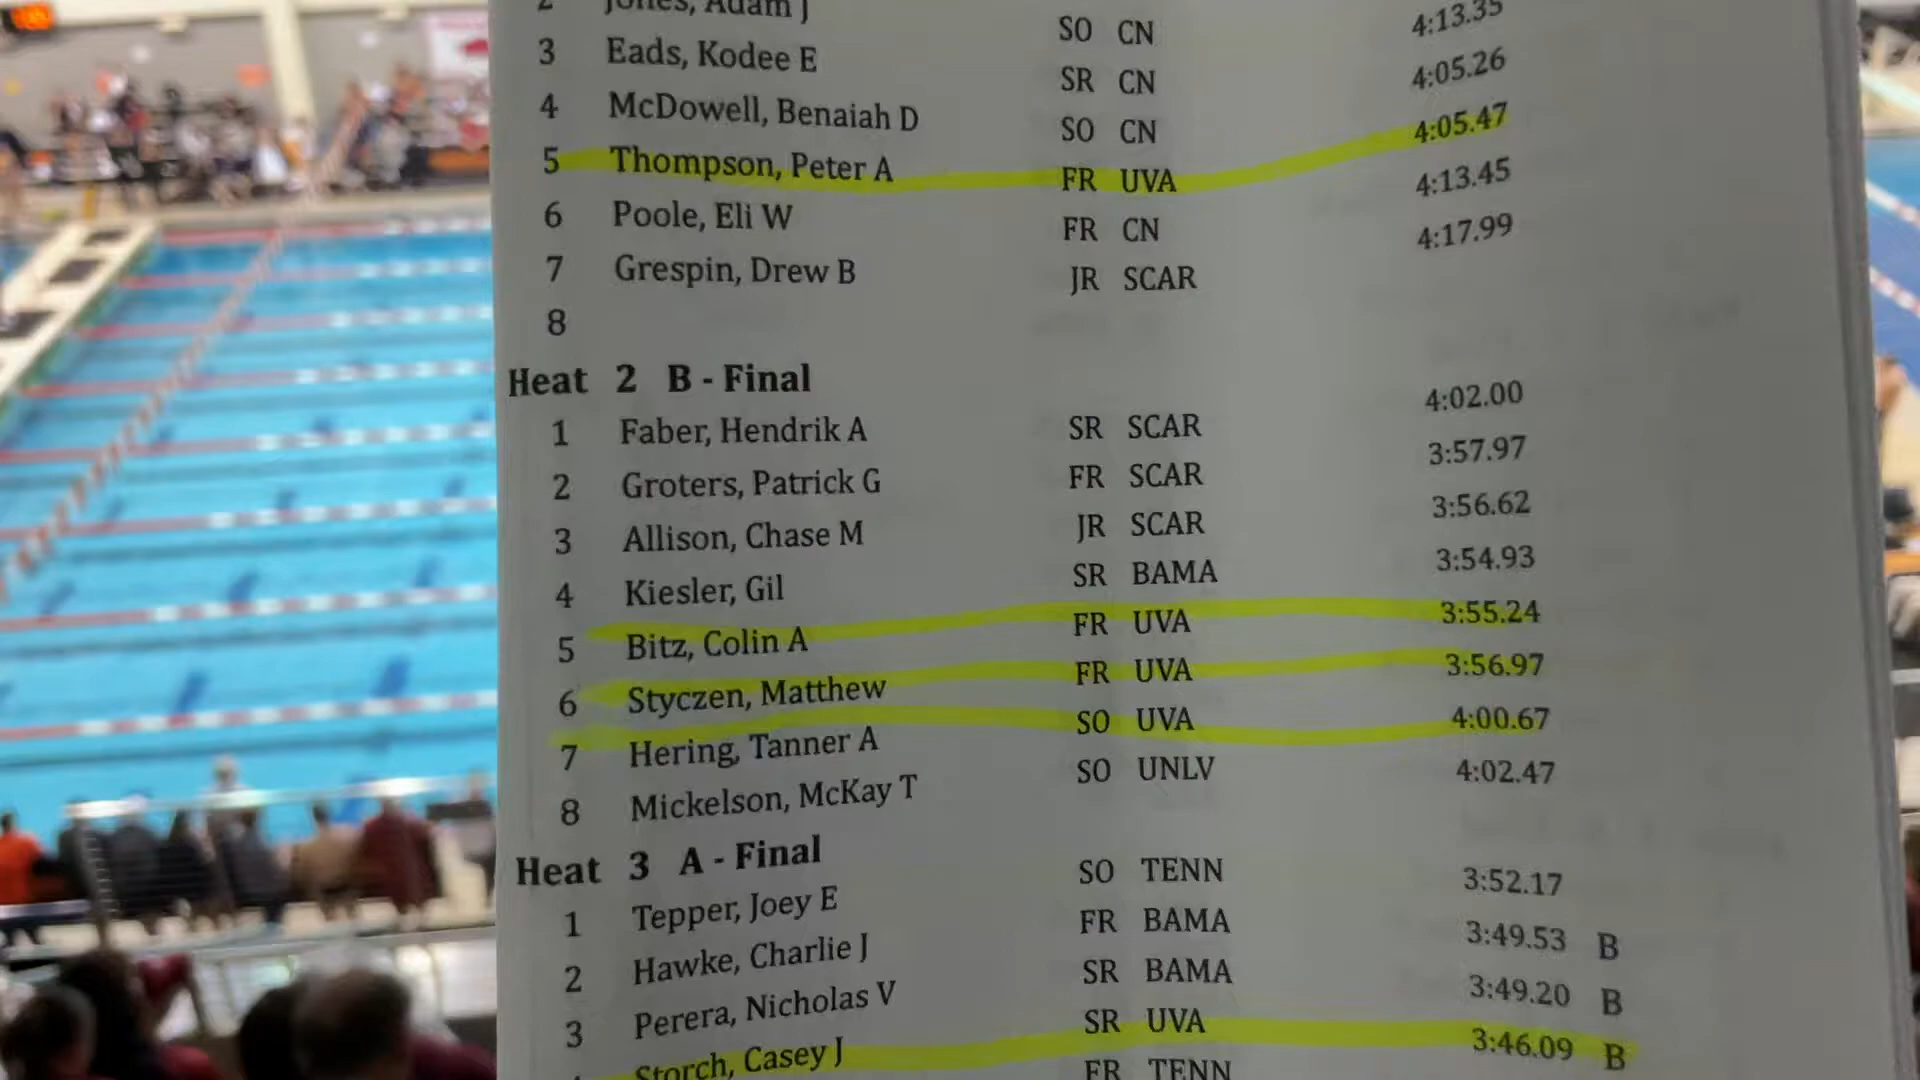 2 Jones, Adam J SO CN
3 Eads, Kodee E SR CN 4:13.35
4 McDowell, Benaiah D SO CN 4:05.26
5 Thompson, Peter A FR UVA 4:05.47
6 Poole, Eli W FR CN 4:13.45
7 Grespin, Drew B JR SCAR 4:17.99
8
Heat 2 B - Final
1 Faber, Hendrik A SR SCAR 4:02.00
2 Groters, Patrick G FR SCAR 3:57.97
3 Allison, Chase M JR SCAR 3:56.62
4 Kiesler, Gil SR BAMA 3:54.93
5 Bitz, Colin A FR UVA 3:55.24
6 Styczen, Matthew FR UVA 3:56.97
7 Hering, Tanner A SO UVA 4:00.67
8 Mickelson, McKay T SO UNLV 4:02.47
Heat 3 A - Final
1 Tepper, Joey E SO TENN 3:52.17
2 Hawke, Charlie J FR BAMA 3:49.53 B
3 Perera, Nicholas V SR BAMA 3:49.20 B
Storch, Casey J SR UVA 3:46.09 B
FR TENN